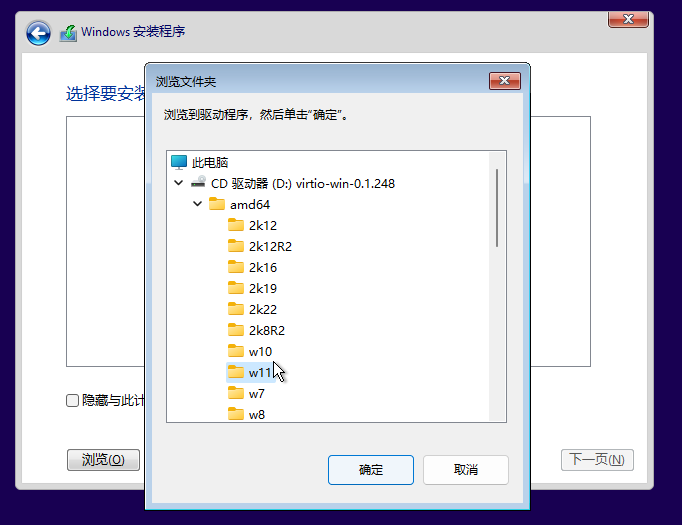 Windows 安装程序
选择要安装
浏览文件夹
浏览到驱动程序，然后单击“确定”。
此电脑
CD 驱动器 (D:) virtio-win-0.1.248
amd64
2k12
2k12R2
2k16
2k19
2k22
2k8R2
w10
w11
w7
w8
隐藏与此计
确定
取消
浏览(O)
下一页(N)